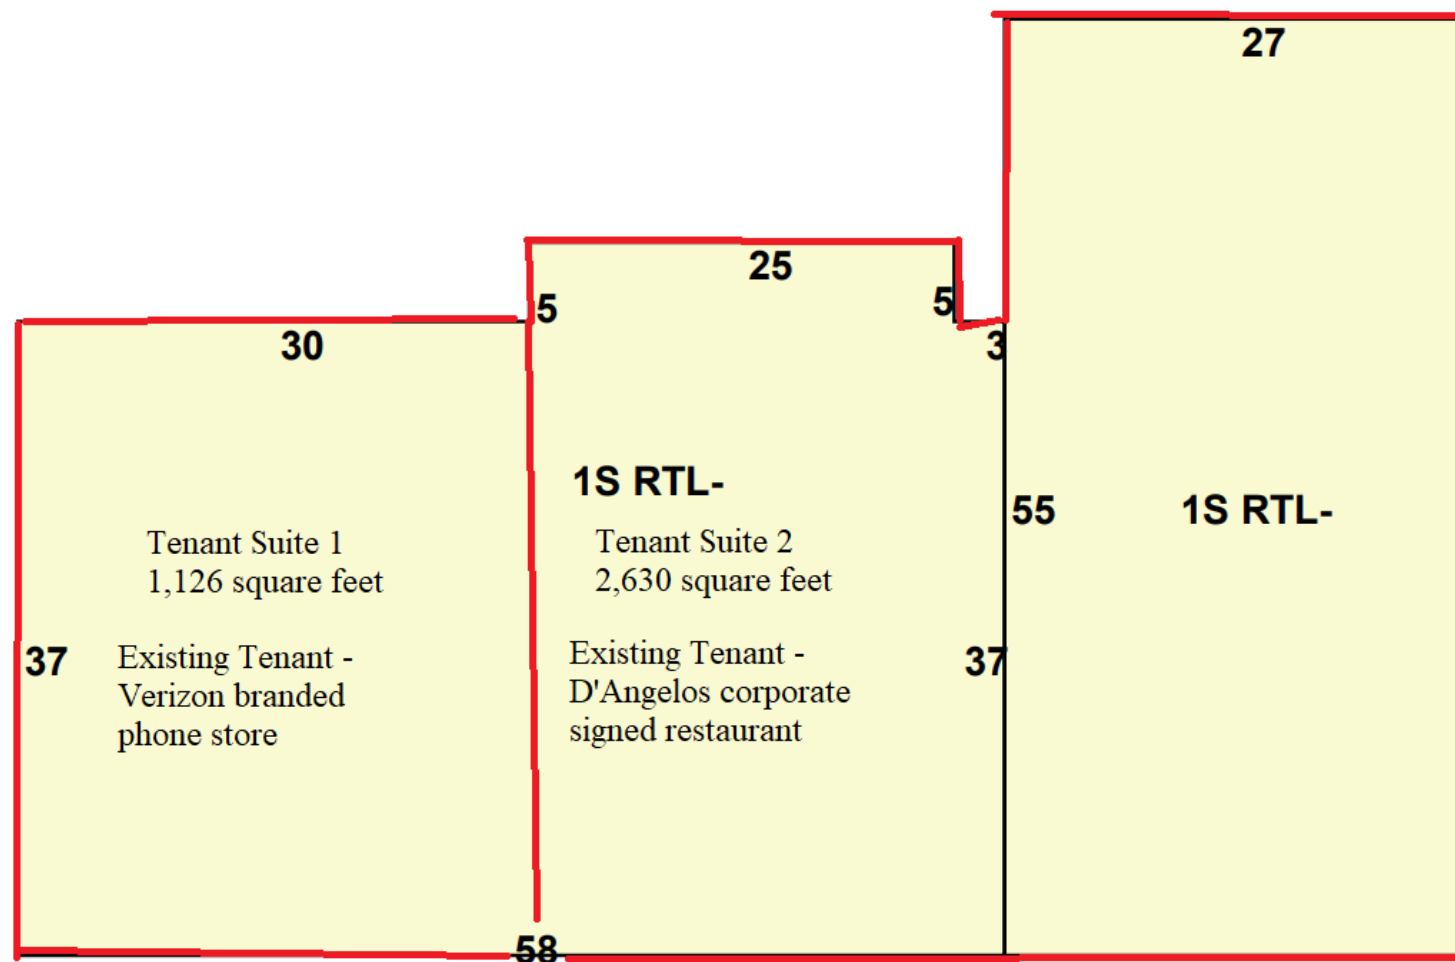 27
25
5
5
30
3
1S RTL-
55
1S RTL-
Tenant Suite 1
1,126 square feet
Tenant Suite 2
2,630 square feet
37
Existing Tenant -
Verizon branded
phone store
Existing Tenant -
D'Angelos corporate
signed restaurant
37
58